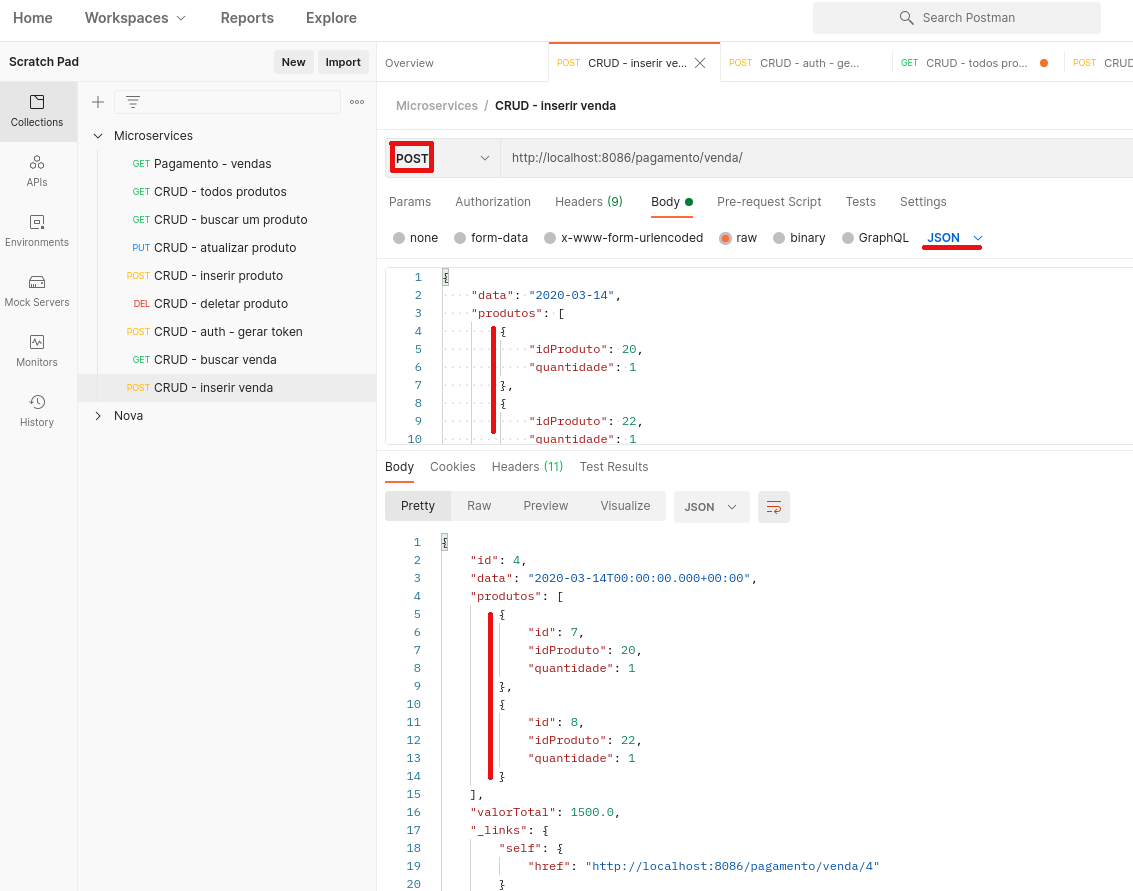 Home Workspaces Reports Explore Search Postman
Scratch Pad New Import
Overview POST CRUD - inserir ve... POST CRUD - auth - ge... GET CRUD - todos pro... POST CRUD
Collections
APIs
Environments
Mock Servers
Monitors
History
Microservices
GET Pagamento - vendas
GET CRUD - todos produtos
GET CRUD - buscar um produto
PUT CRUD - atualizar produto
POST CRUD - inserir produto
DEL CRUD - deletar produto
POST CRUD - auth - gerar token
GET CRUD - buscar venda
POST CRUD - inserir venda
Nova
Microservices / CRUD - inserir venda
POST http://localhost:8086/pagamento/venda/
Params Authorization Headers (9) Body Pre-request Script Tests Settings
none form-data x-www-form-urlencoded raw binary GraphQL JSON
1 {
2 "data": "2020-03-14",
3 "produtos": [
4 {
5 "idProduto": 20,
6 "quantidade": 1
7 },
8 {
9 "idProduto": 22,
10 "quantidade": 1
Body Cookies Headers (11) Test Results
Pretty Raw Preview Visualize JSON
1 {
2 "id": 4,
3 "data": "2020-03-14T00:00:00.000+00:00",
4 "produtos": [
5 {
6 "id": 7,
7 "idProduto": 20,
8 "quantidade": 1
9 },
10 {
11 "id": 8,
12 "idProduto": 22,
13 "quantidade": 1
14 }
15 ],
16 "valorTotal": 1500.0,
17 "_links": {
18 "self": {
19 "href": "http://localhost:8086/pagamento/venda/4"
20 }